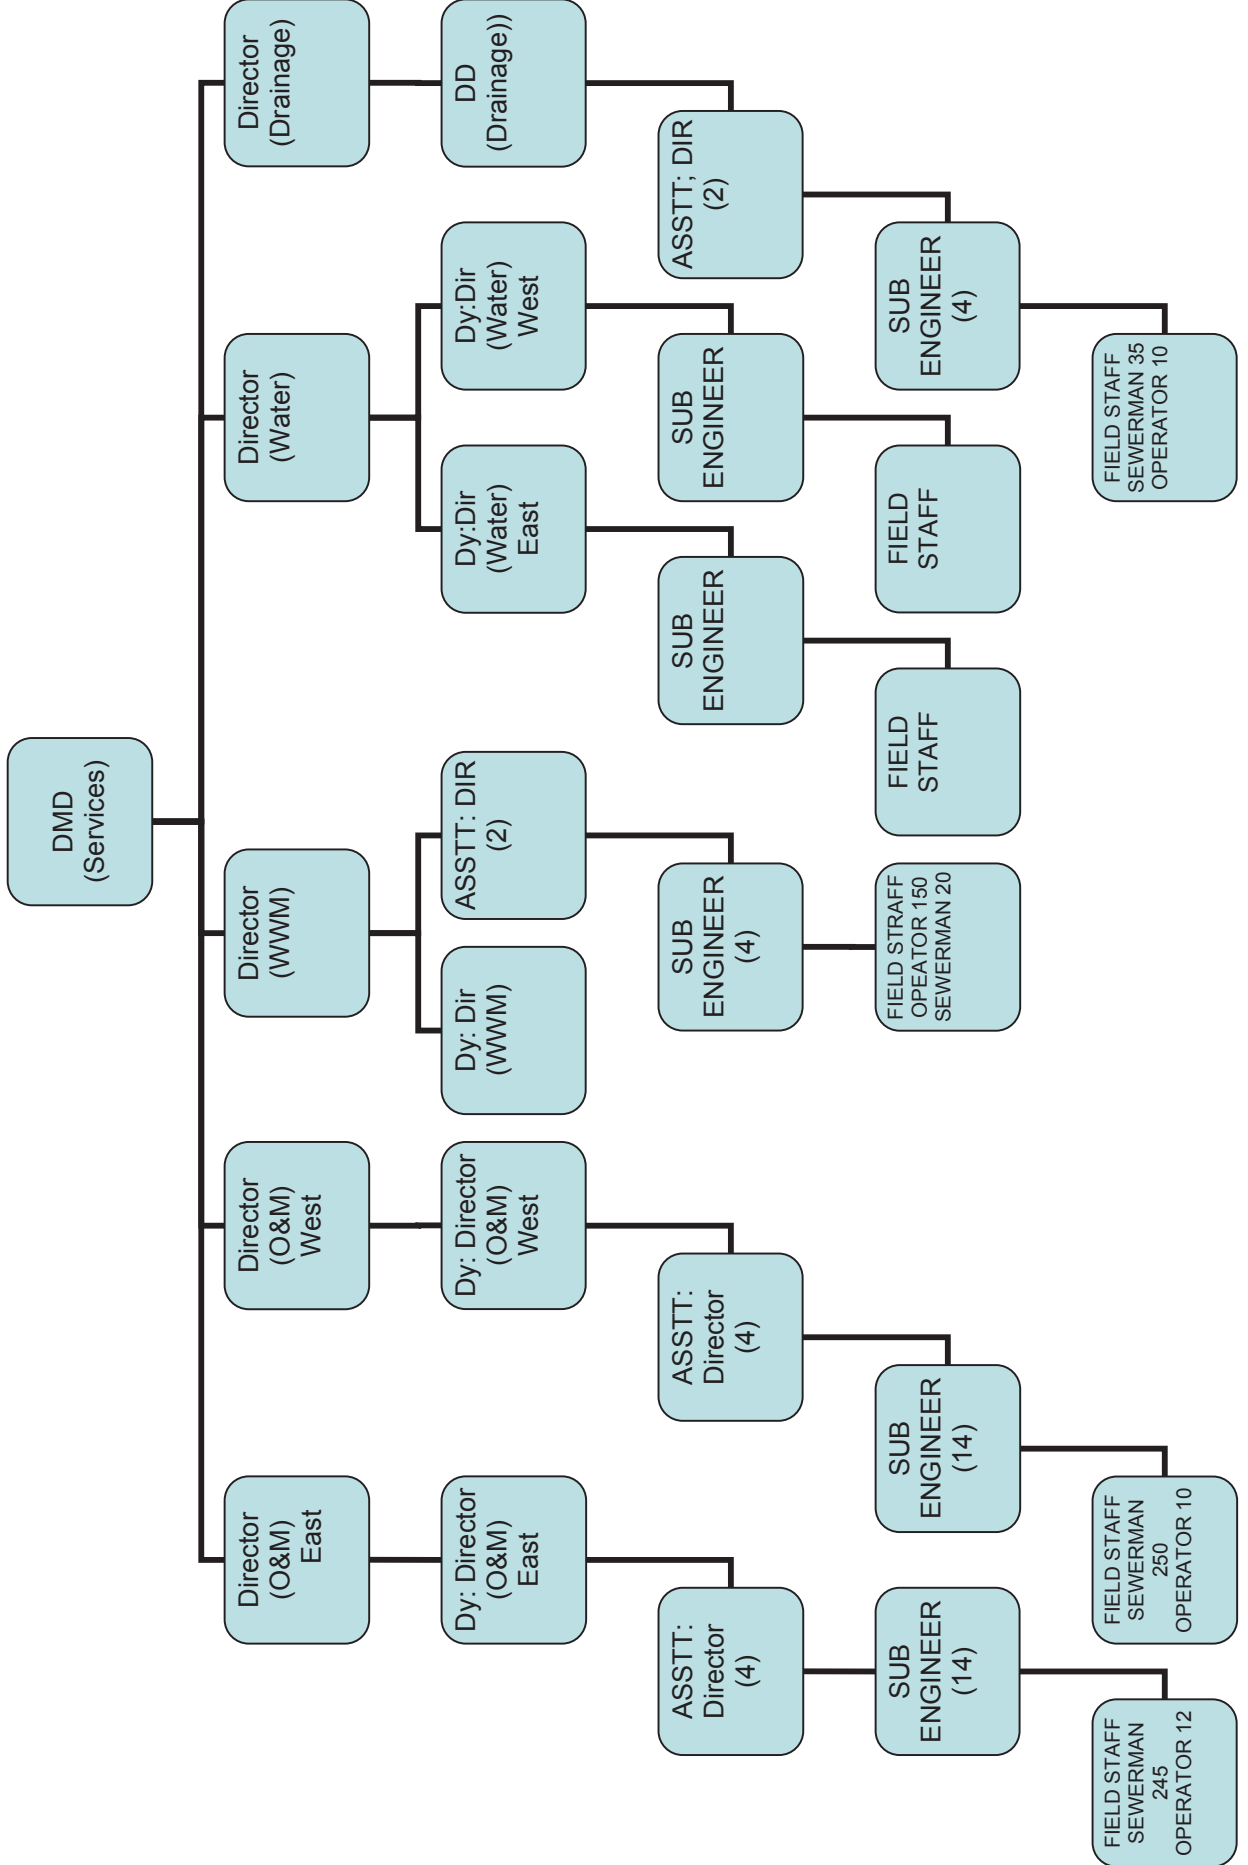 DMD
(Services)
Director
(O&M)
East
Director
(O&M)
West
Director
(WWM)
Director
(Water)
Director
(Drainage)
Dy: Director
(O&M)
East
Dy: Director
(O&M)
West
Dy: Dir
(WWM)
ASSTT: DIR
(2)
Dy:Dir
(Water)
East
Dy:Dir
(Water)
West
DD
(Drainage))
ASSTT:
Director
(4)
ASSTT:
Director
(4)
SUB
ENGINEER
(4)
SUB
ENGINEER
SUB
ENGINEER
ASSTT; DIR
(2)
SUB
ENGINEER
(14)
SUB
ENGINEER
(14)
FIELD STRAFF
OPEATOR 150
SEWERMAN 20
FIELD
STAFF
FIELD
STAFF
SUB
ENGINEER
(4)
FIELD STAFF
SEWERMAN
245
OPERATOR 12
FIELD STAFF
SEWERMAN
250
OPERATOR 10
FIELD STAFF
SEWERMAN 35
OPERATOR 10